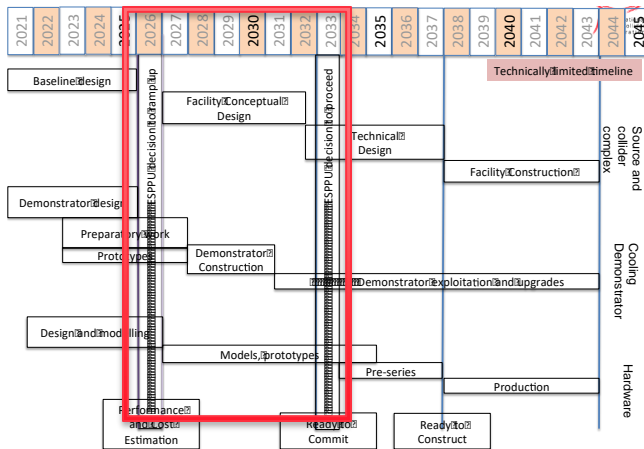 2021 2022 2023 2024 2025 2026 2027 2028 2029 2030 2031 2032 2033 2034 2035 2036 2037 2038 2039 2040 2041 2042 2043 2044 2045
Technically limited timeline
Baseline design
Facility Conceptual
Design
Technical
Design
Facility Construction
Source and
collider
complex
ESPPU decision to ramp up
ESPPU decision to proceed
Demonstrator design
Preparatory work
Prototypes
Demonstrator
Construction
Demonstrator exploitation and upgrades
Cooling
Demonstrator
Design and modelling
Models, prototypes
Pre-series
Production
Hardware
Performance
and Cost
Estimation
Ready to
Commit
Ready to
Construct